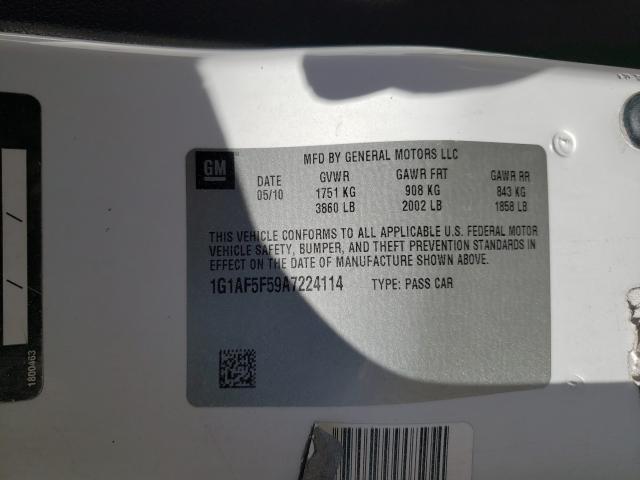 MFD BY GENERAL MOTORS LLC
GM
DATE GVWR GAWR FRT GAWR RR
05/10 1751 KG 908 KG 843 KG
3860 LB 2002 LB 1858 LB
THIS VEHICLE CONFORMS TO ALL APPLICABLE U.S. FEDERAL MOTOR
VEHICLE SAFETY, BUMPER, AND THEFT PREVENTION STANDARDS IN
EFFECT ON THE DATE OF MANUFACTURE SHOWN ABOVE.
1G1AF5F59A7224114 TYPE: PASS CAR
1800463